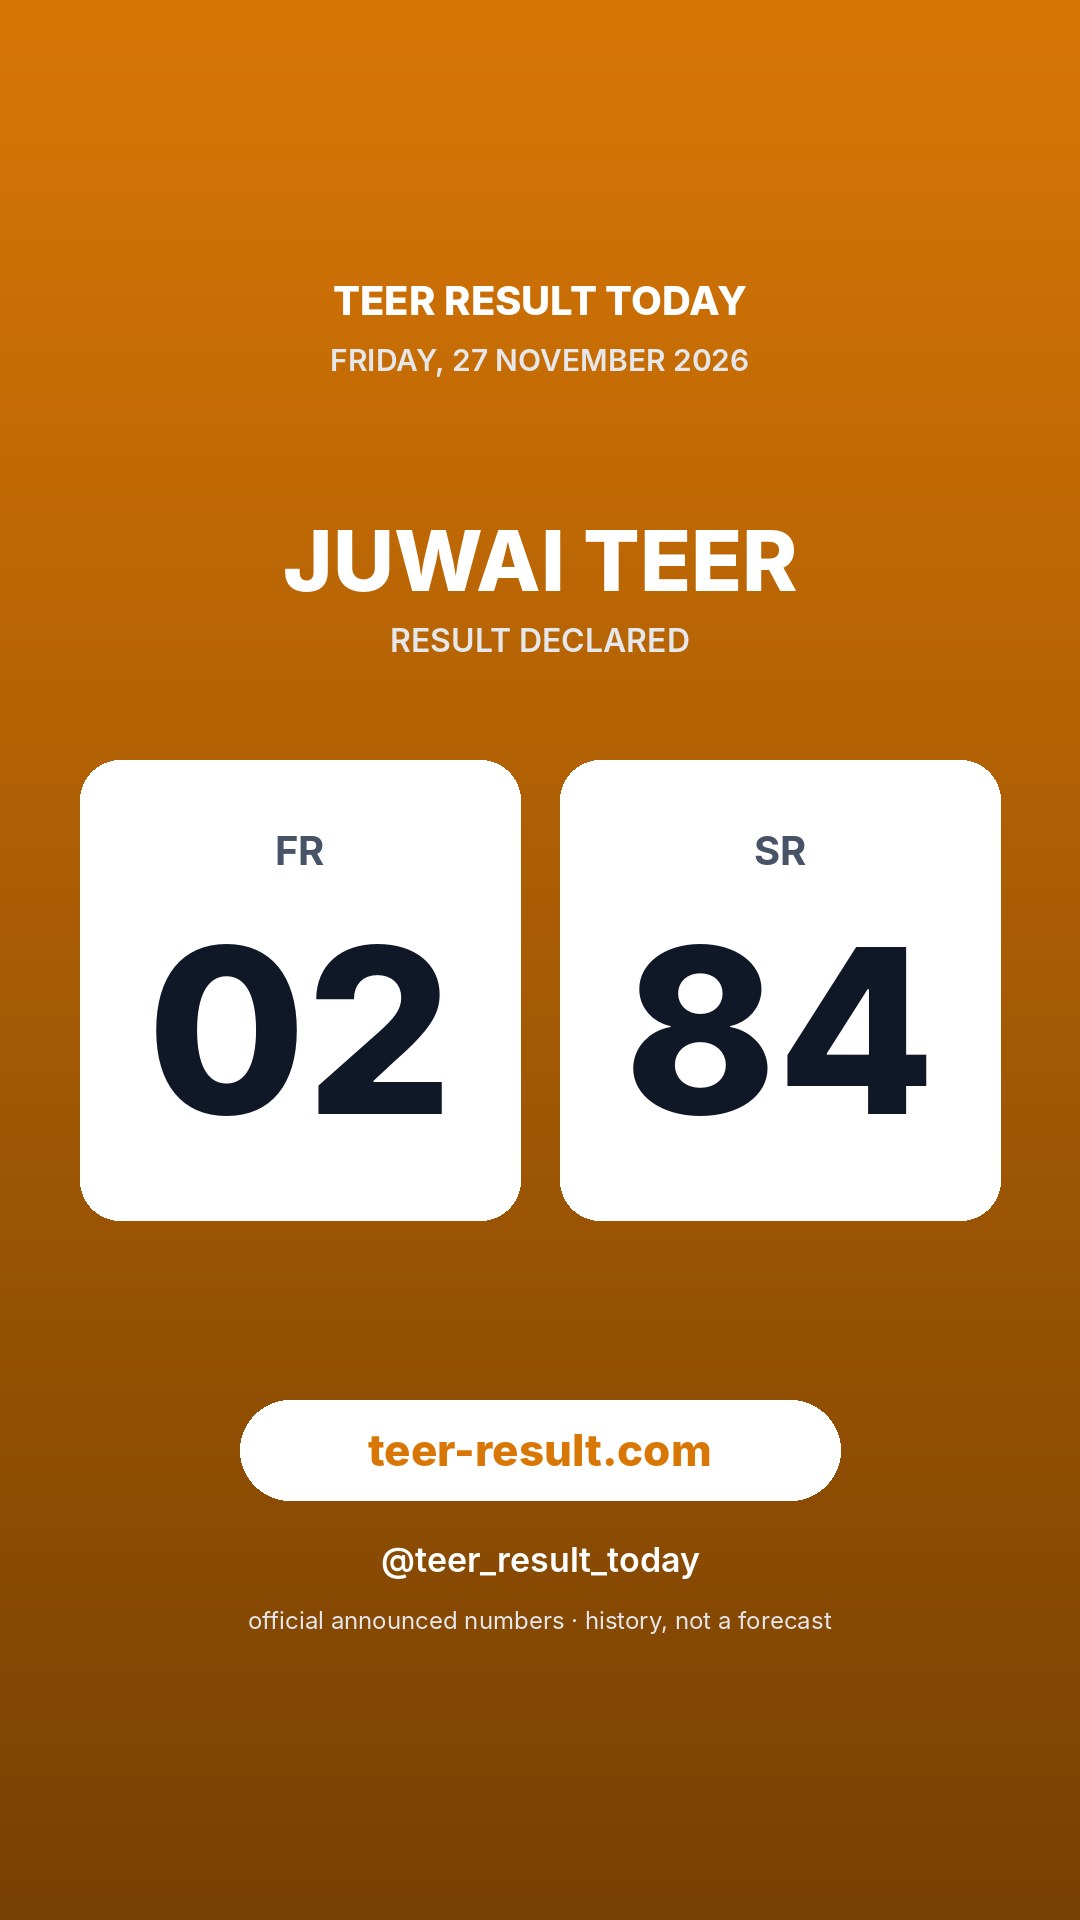 TEER RESULT TODAY
FRIDAY, 27 NOVEMBER 2026
JUWAI TEER
RESULT DECLARED
FR
02
SR
84
teer-result.com
@teer_result_today
official announced numbers · history, not a forecast